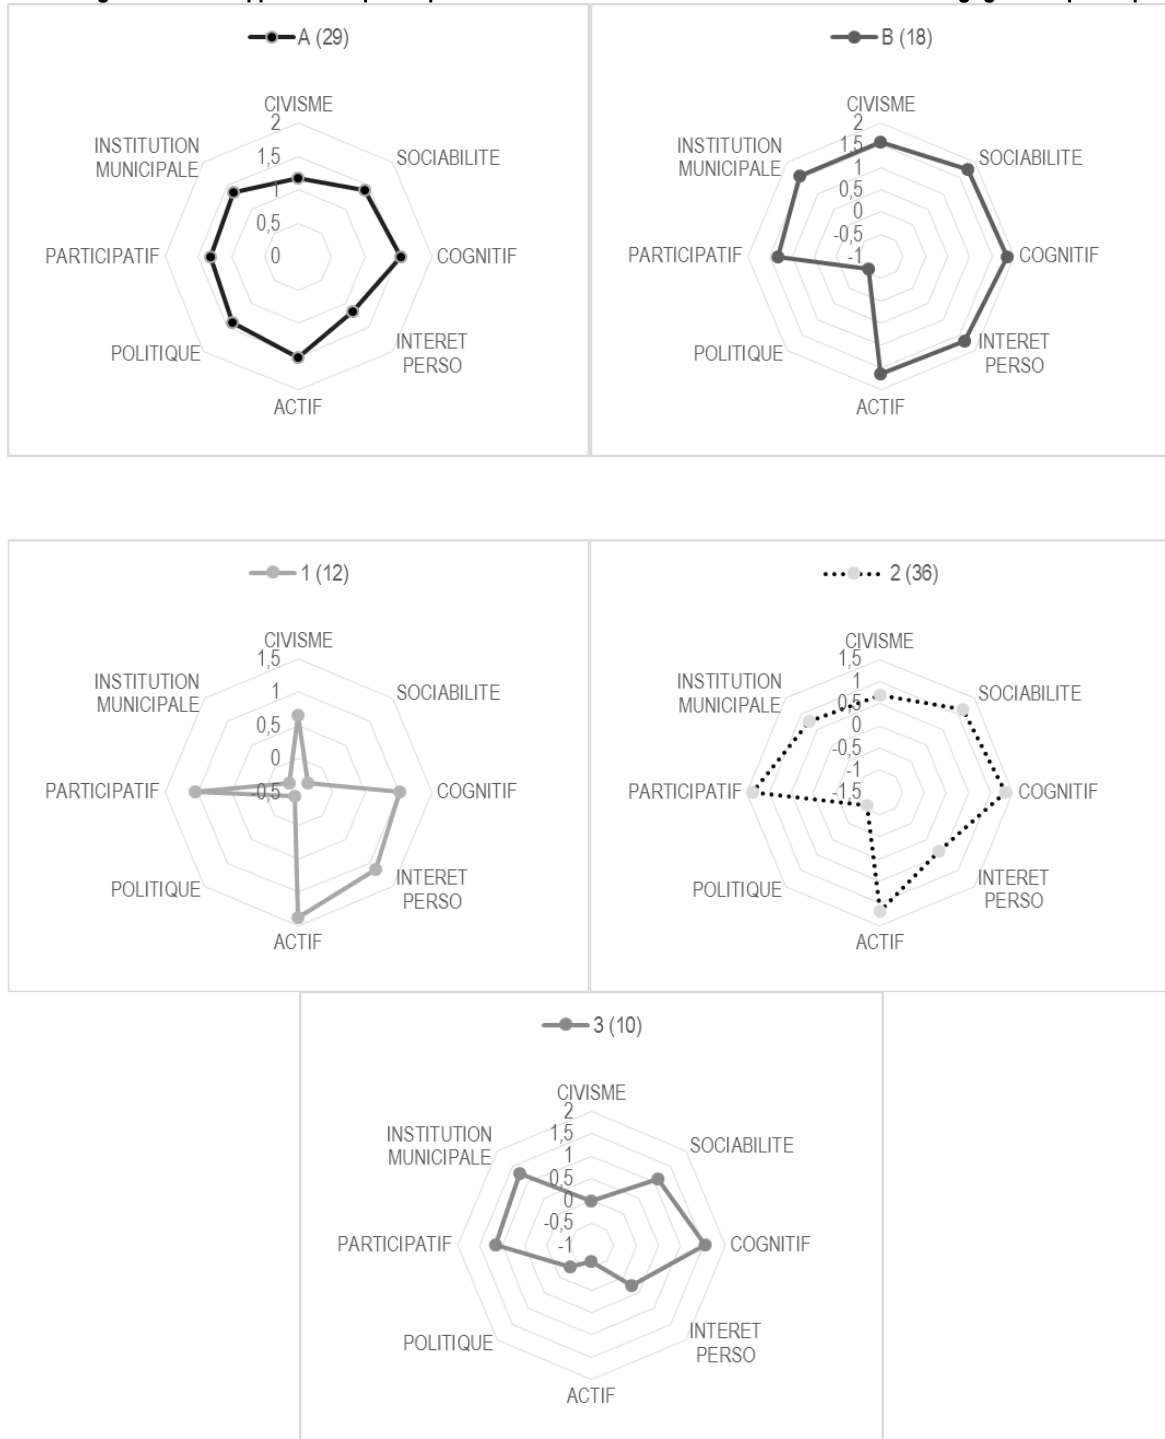 A (29)
CIVISME
SOCIABILITE
COGNITIF
INTERET
PERSO
ACTIF
POLITIQUE
PARTICIPATIF
INSTITUTION
MUNICIPALE
2
1,5
1
0,5
0
B (18)
CIVISME
SOCIABILITE
COGNITIF
INTERET
PERSO
ACTIF
POLITIQUE
PARTICIPATIF
INSTITUTION
MUNICIPALE
2
1,5
1
0,5
0
-0,5
-1
1 (12)
CIVISME
SOCIABILITE
COGNITIF
INTERET
PERSO
ACTIF
POLITIQUE
PARTICIPATIF
INSTITUTION
MUNICIPALE
1,5
1
0,5
0
-0,5
2 (36)
CIVISME
SOCIABILITE
COGNITIF
INTERET
PERSO
ACTIF
POLITIQUE
PARTICIPATIF
INSTITUTION
MUNICIPALE
1,5
1
0,5
0
-0,5
-1
-1,5
3 (10)
CIVISME
SOCIABILITE
COGNITIF
INTERET
PERSO
ACTIF
POLITIQUE
PARTICIPATIF
INSTITUTION
MUNICIPALE
2
1,5
1
0,5
0
-0,5
-1